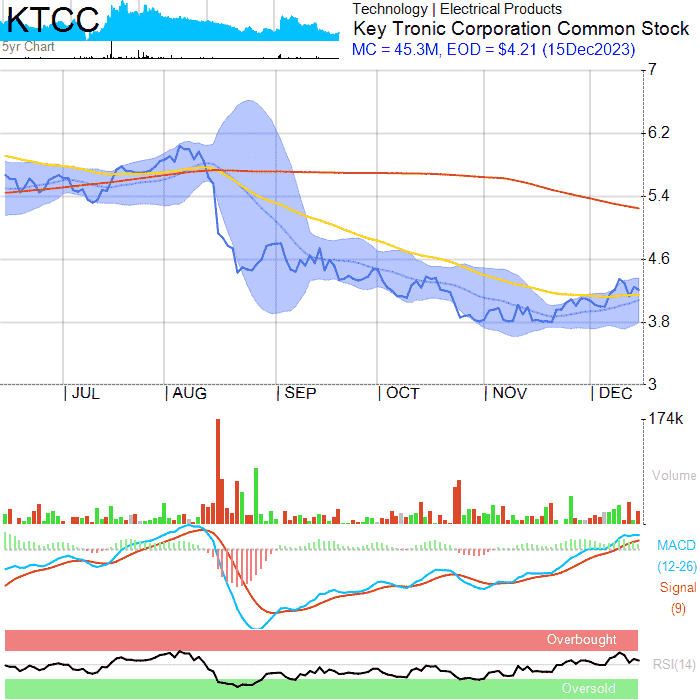 KTCC
5yr Chart
Technology | Electrical Products
Key Tronic Corporation Common Stock
MC = 45.3M, EOD = $4.21 (15Dec2023)
7
6.2
5.4
4.6
3.8
3
| JUL | AUG | SEP | OCT | NOV | DEC
174k
Volume
MACD
(12-26)
Signal
(9)
Overbought
RSI(14)
Oversold